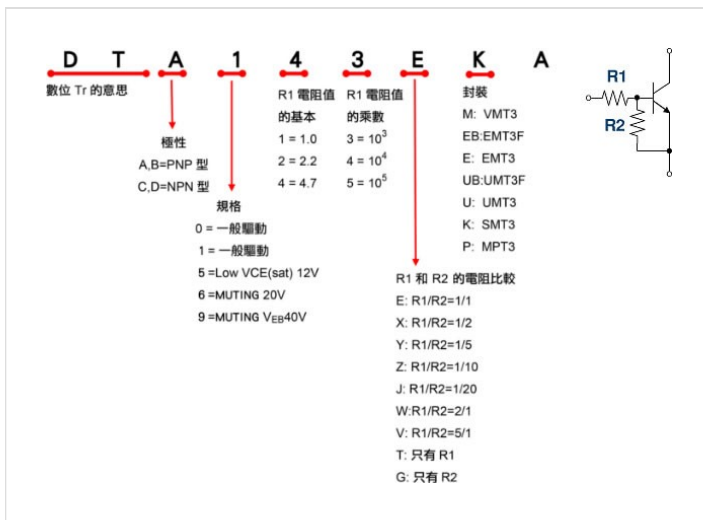 D T A 1 4 3 E K A
數位 Tr 的意思
極性
A,B=PNP 型
C,D=NPN 型
規格
0 = 一般驅動
1 = 一般驅動
5 =Low VCE(sat) 12V
6 =MUTING 20V
9 =MUTING VEB40V
R1 電阻值
的基本
1 = 1.0
2 = 2.2
4 = 4.7
R1 電阻值
的乘數
3 = 10³
4 = 10⁴
5 = 10⁵
R1 和 R2 的電阻比較
E: R1/R2=1/1
X: R1/R2=1/2
Y: R1/R2=1/5
Z: R1/R2=1/10
J: R1/R2=1/20
W:R1/R2=2/1
V: R1/R2=5/1
T: 只有 R1
G: 只有 R2
封裝
M: VMT3
EB:EMT3F
E: EMT3
UB:UMT3F
U: UMT3
K: SMT3
P: MPT3
R1
R2